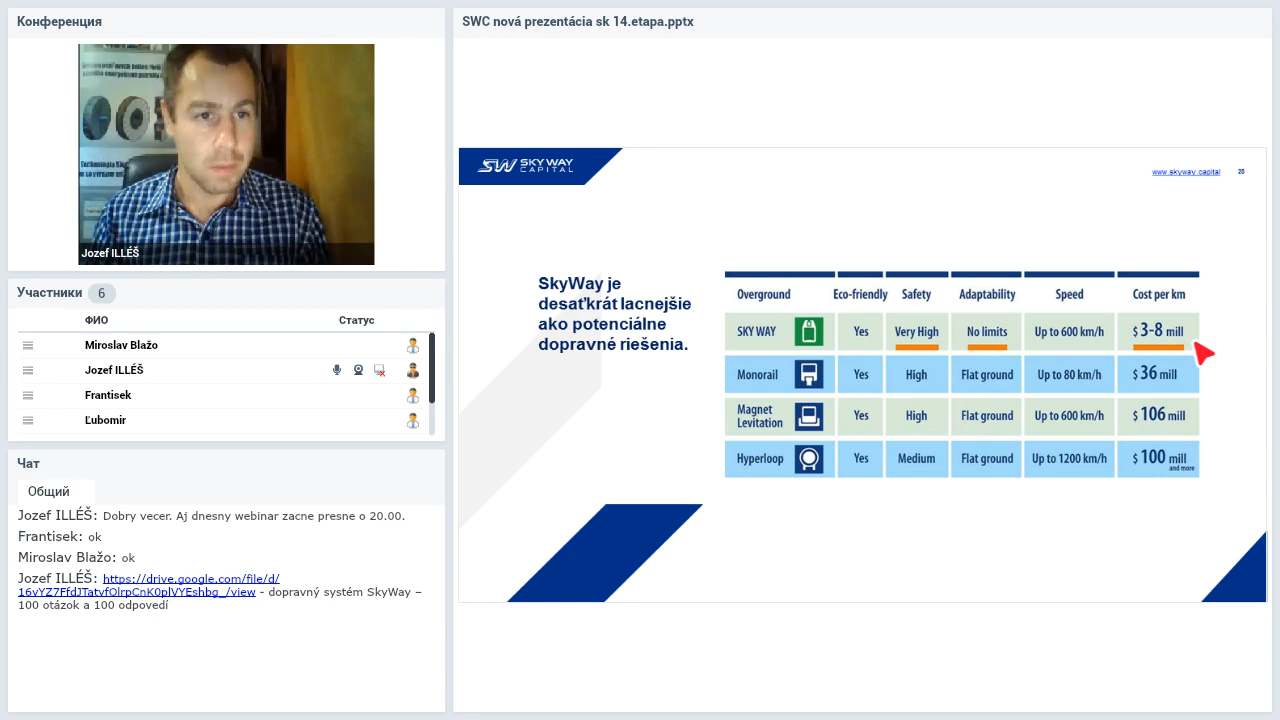 Конференция
Jozef ILLÉŠ
Участники 6
ФИО Статус
Miroslav Blažo
Jozef ILLÉŠ
Frantisek
Ľubomir
Чат
Общий
Jozef ILLÉŠ: Dobry vecer. Aj dnesny webinar zacne presne o 20.00.
Frantisek: ok
Miroslav Blažo: ok
Jozef ILLÉŠ: https://drive.google.com/file/d/
16vYZ7FfdJTatvfOlrpCnK0plVYEshbg_/view - dopravný systém SkyWay –
100 otázok a 100 odpovedí
SWC nová prezentácia sk 14.etapa.pptx
SW SKY WAY
CAPITAL
www.skyway.capital
SkyWay je
desaťkrát lacnejšie
ako potenciálne
dopravné riešenia.
Overground Eco-friendly Safety Adaptability Speed Cost per km
SKY WAY Yes Very High No limits Up to 600 km/h $ 3-8 mill
Monorail Yes High Flat ground Up to 80 km/h $ 36 mill
Magnet
Levitation Yes High Flat ground Up to 600 km/h $ 106 mill
Hyperloop Yes Medium Flat ground Up to 1200 km/h $ 100 mill
and more